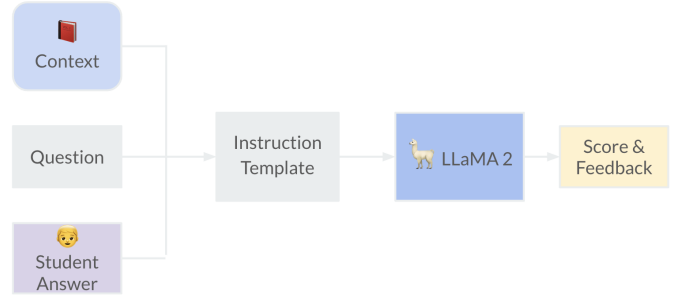 Context
Question
Student
Answer
Instruction
Template
LLaMA 2
Score &
Feedback